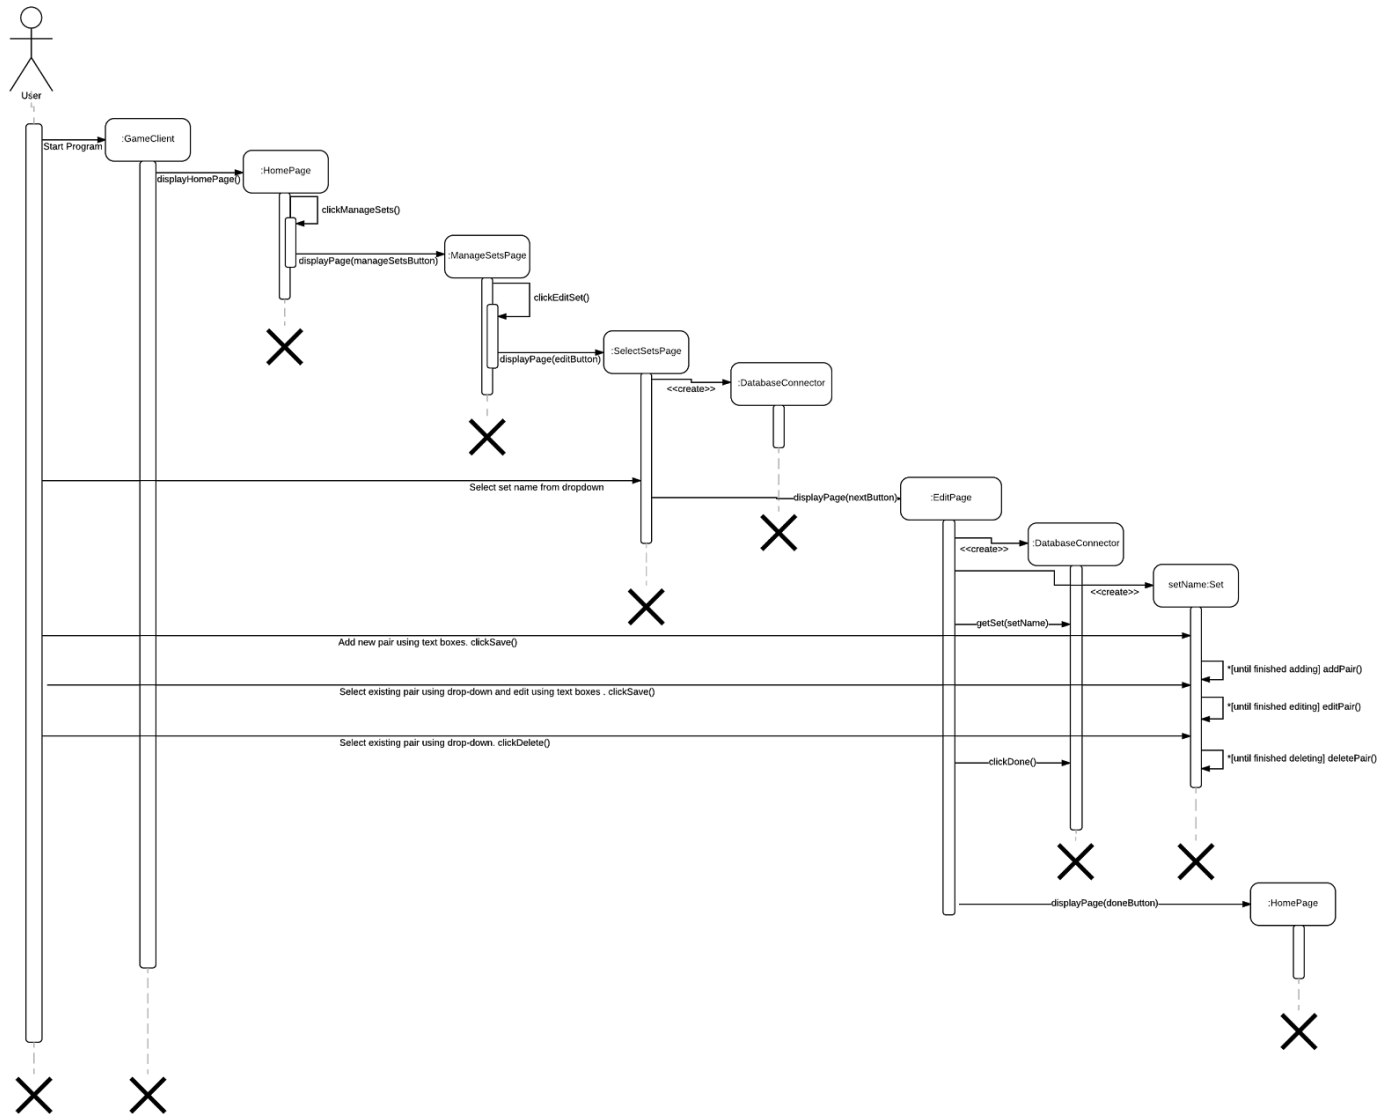 User
:GameClient
Start Program
:HomePage
displayHomePage()
clickManageSets()
:ManageSetsPage
displayPage(manageSetsButton)
clickEditSet()
:SelectSetsPage
displayPage(editButton)
:DatabaseConnector
<<create>>
Select set name from dropdown
displayPage(nextButton)
:EditPage
:DatabaseConnector
<<create>>
setName:Set
<<create>>
getSet(setName)
Add new pair using text boxes. clickSave()
*[until finished adding] addPair()
Select existing pair using drop-down and edit using text boxes . clickSave()
*[until finished editing] editPair()
Select existing pair using drop-down. clickDelete()
*[until finished deleting] deletePair()
clickDone()
displayPage(doneButton)
:HomePage